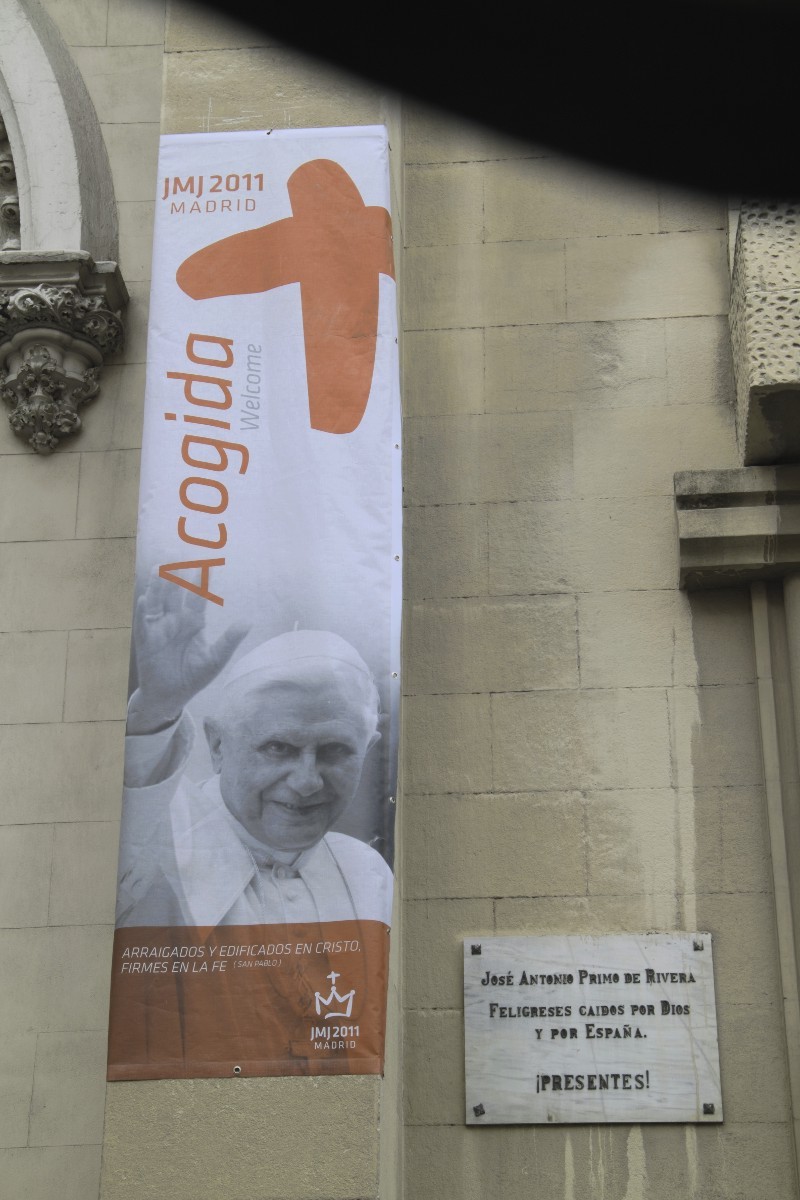 JMJ 2011
MADRID
Acogida
Welcome
ARRAIGADOS Y EDIFICADOS EN CRISTO,
FIRMES EN LA FE (SAN PABLO)
JMJ 2011
MADRID
JOSÉ ANTONIO PRIMO DE RIVERA
FELIGRESES CAIDOS POR DIOS
Y POR ESPAÑA.
¡PRESENTES!